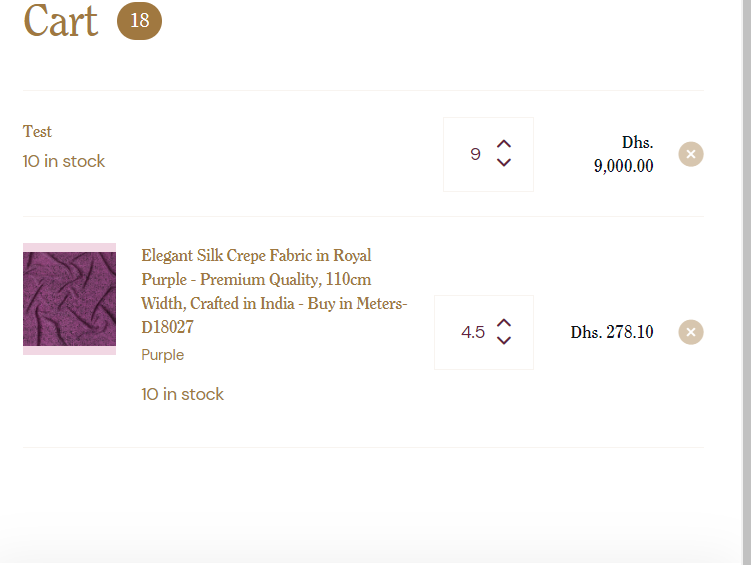 Cart 18
Test
10 in stock
9
Dhs.
9,000.00
Elegant Silk Crepe Fabric in Royal
Purple - Premium Quality, 110cm
Width, Crafted in India - Buy in Meters-
D18027
Purple
10 in stock
4.5
Dhs. 278.10